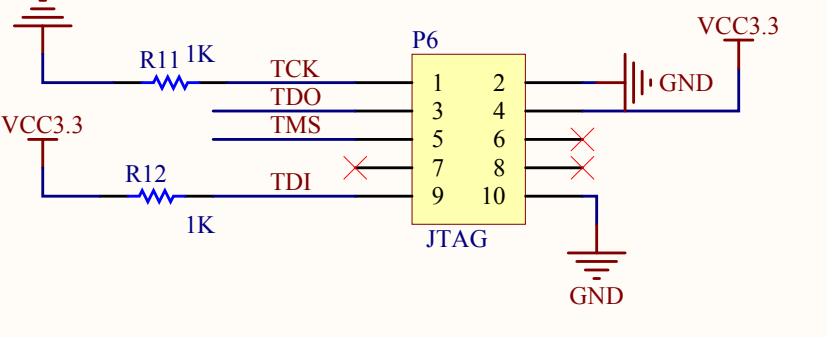 VCC3.3
P6
R11 1K
TCK
1 2
GND
TDO
3 4
VCC3.3
TMS
5 6
7 8
R12
TDI
9 10
1K
JTAG
GND